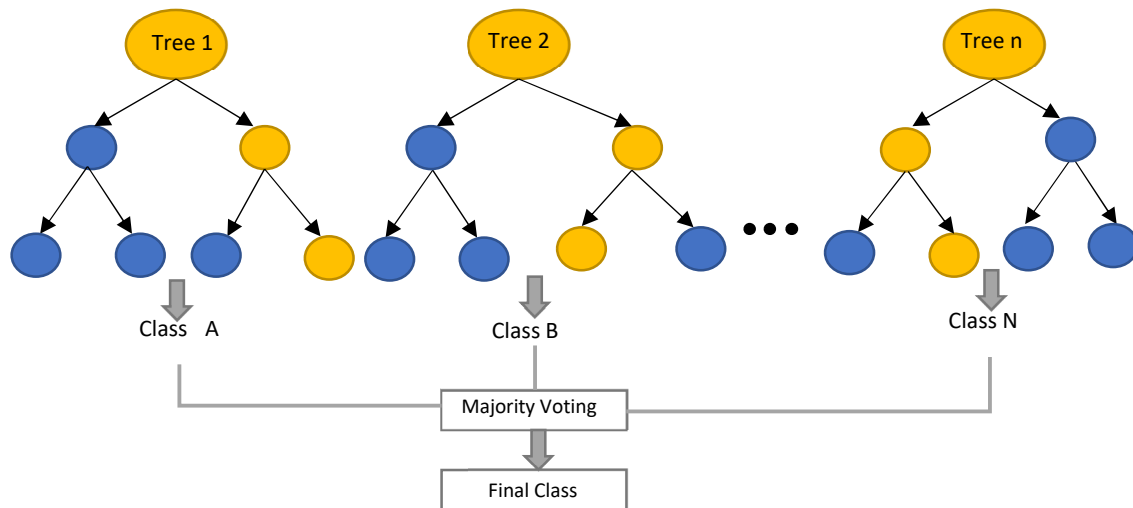 Tree 1
Tree 2
Tree n
Class A
Class B
Class N
Majority Voting
Final Class